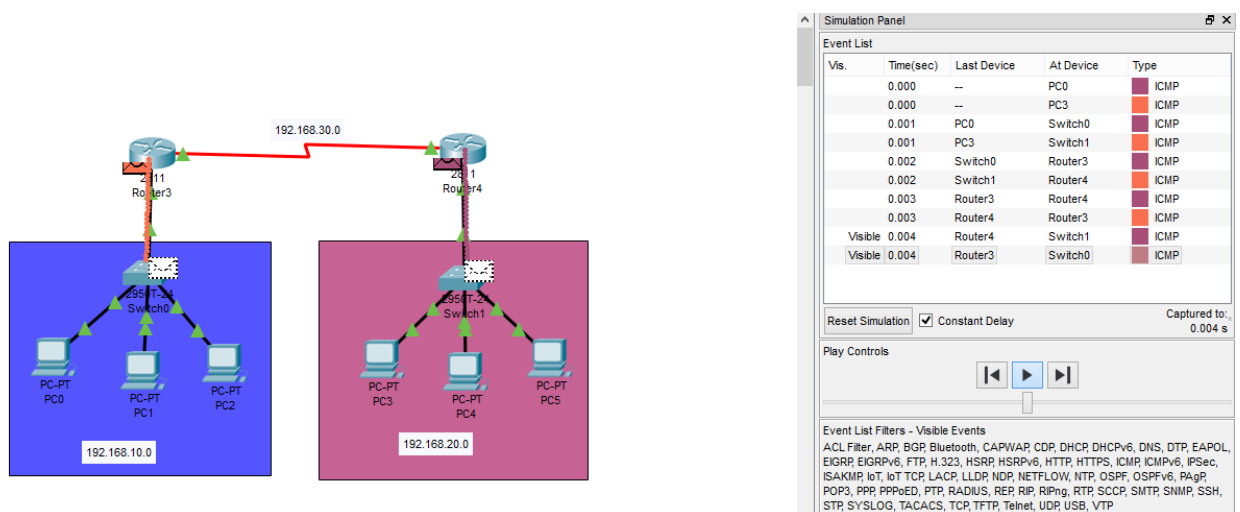 192.168.30.0
2811
Router3
2811
Router4
2950T-24
Switch0
2950T-24
Switch1
PC-PT
PC0
PC-PT
PC1
PC-PT
PC2
PC-PT
PC3
PC-PT
PC4
PC-PT
PC5
192.168.10.0
192.168.20.0
Simulation Panel
Event List
Vis. Time(sec) Last Device At Device Type
0.000 -- PC0 ICMP
0.000 -- PC3 ICMP
0.001 PC0 Switch0 ICMP
0.001 PC3 Switch1 ICMP
0.002 Switch0 Router3 ICMP
0.002 Switch1 Router4 ICMP
0.003 Router3 Router4 ICMP
0.003 Router4 Router3 ICMP
Visible 0.004 Router4 Switch1 ICMP
Visible 0.004 Router3 Switch0 ICMP
Reset Simulation Constant Delay
Captured to:
0.004 s
Play Controls
Event List Filters - Visible Events
ACL Filter, ARP, BGP, Bluetooth, CAPWAP, CDP, DHCP, DHCPv6, DNS, DTP, EAPOL,
EIGRP, EIGRPv6, FTP, H.323, HSRP, HSRPv6, HTTP, HTTPS, ICMP, ICMPv6, IPSec,
ISAKMP, IoT, IoT TCP, LACP, LLDP, NDP, NETFLOW, NTP, OSPF, OSPFv6, PAgP,
POP3, PPP, PPPoED, PTP, RADIUS, REP, RIP, RIPng, RTP, SCCP, SMTP, SNMP, SSH,
STP, SYSLOG, TACACS, TCP, TFTP, Telnet, UDP, USB, VTP